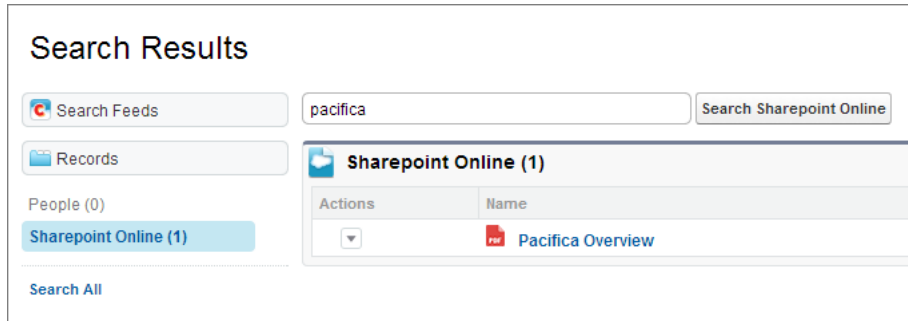 Search Results
Search Feeds
Records
People (0)
Sharepoint Online (1)
Search All
pacifica
Search Sharepoint Online
Sharepoint Online (1)
Actions Name
PDF Pacifica Overview